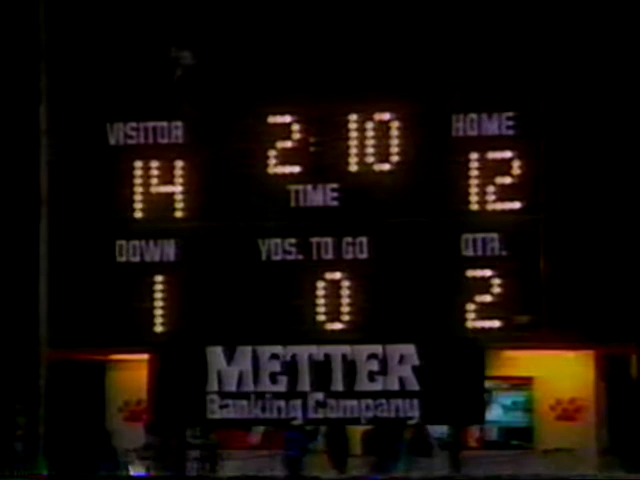 VISITOR 2:10 HOME
14 TIME 12
DOWN YDS. TO GO QTR.
1 0 2
METTER
Banking Company